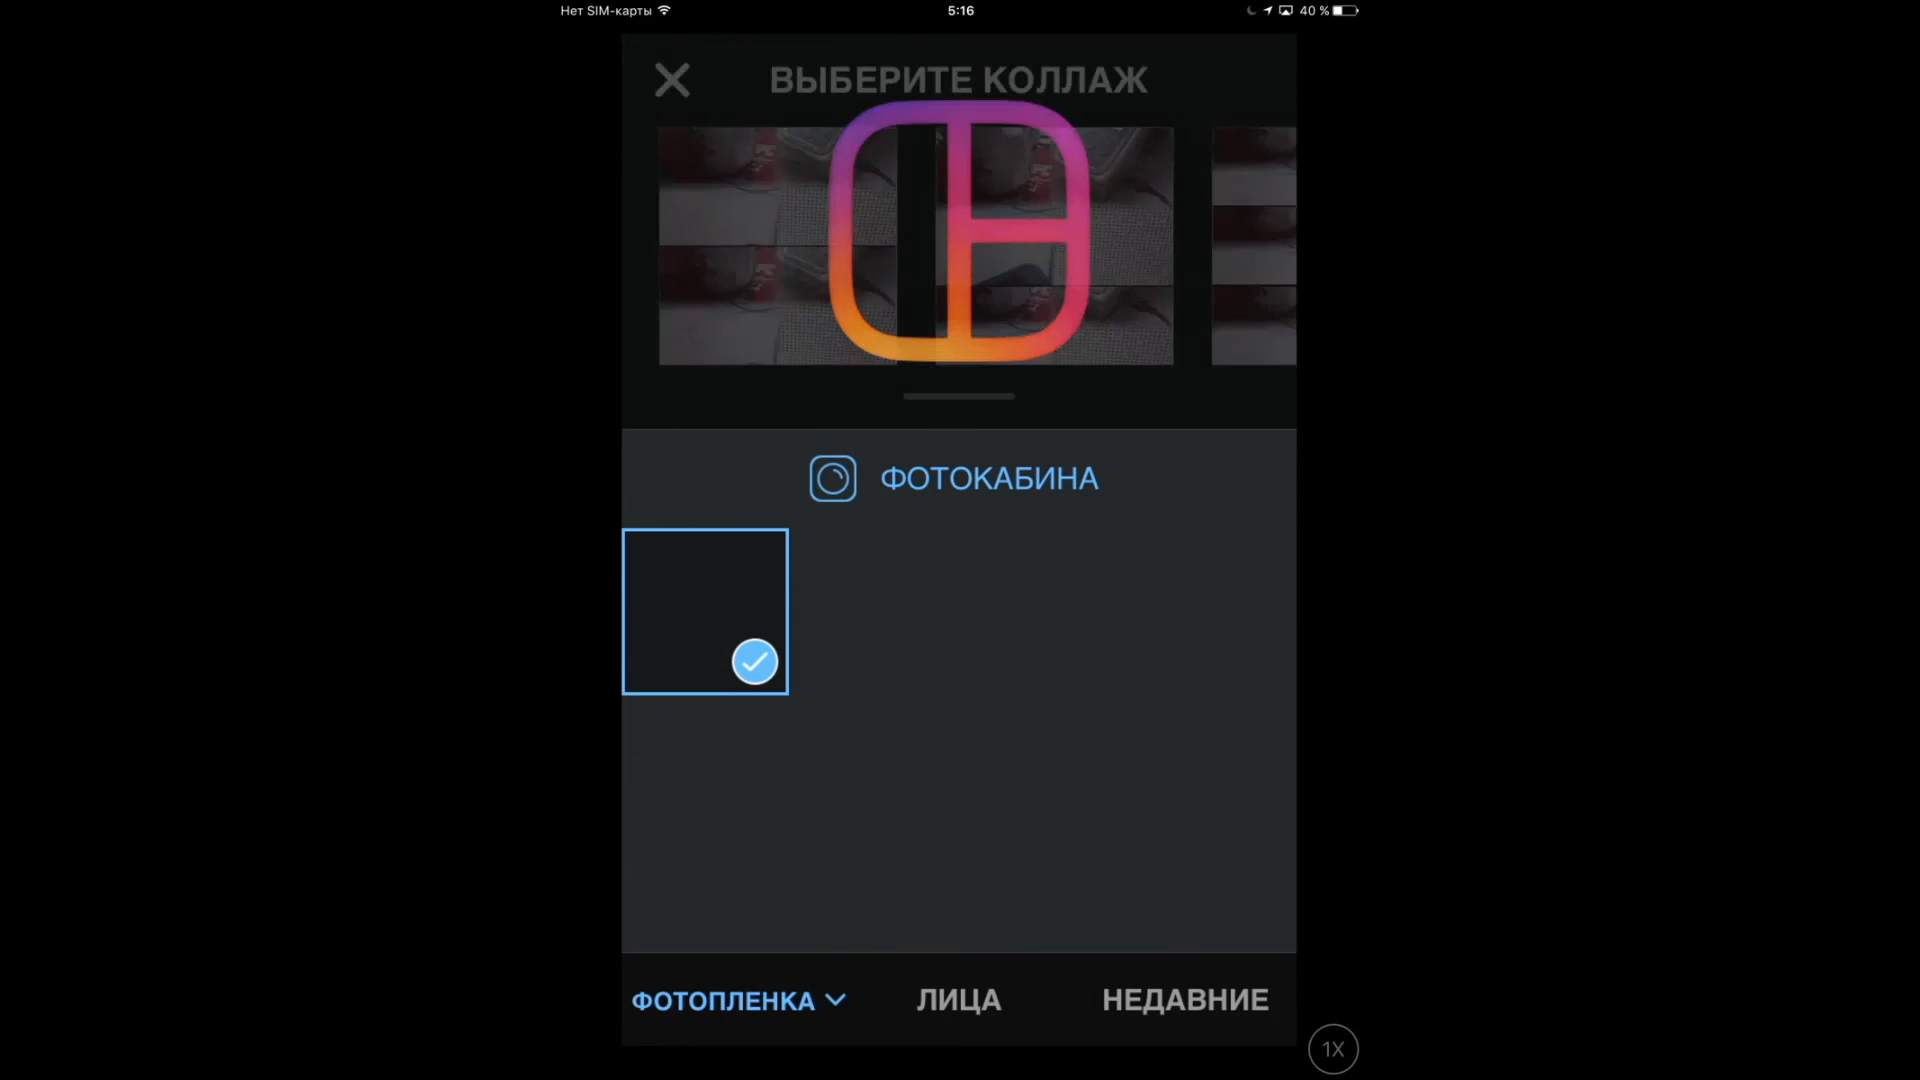 Нет SIM-карты 5:16 40 %
ВЫБЕРИТЕ КОЛЛАЖ
ФОТОКАБИНА
ФОТОПЛЕНКА ЛИЦА НЕДАВНИЕ
1X